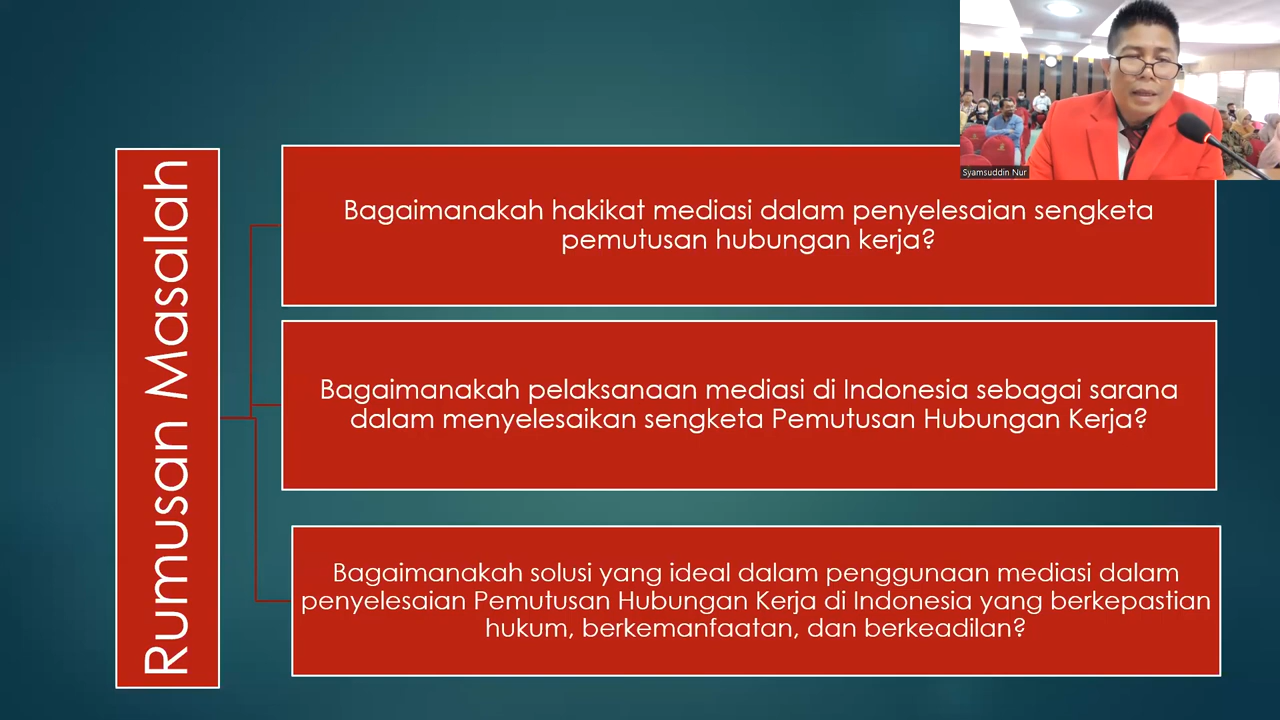 Rumusan Masalah
Bagaimanakah hakikat mediasi dalam penyelesaian sengketa
pemutusan hubungan kerja?
Bagaimanakah pelaksanaan mediasi di Indonesia sebagai sarana
dalam menyelesaikan sengketa Pemutusan Hubungan Kerja?
Bagaimanakah solusi yang ideal dalam penggunaan mediasi dalam
penyelesaian Pemutusan Hubungan Kerja di Indonesia yang berkepastian
hukum, berkemanfaatan, dan berkeadilan?
Syamsuddin Nur